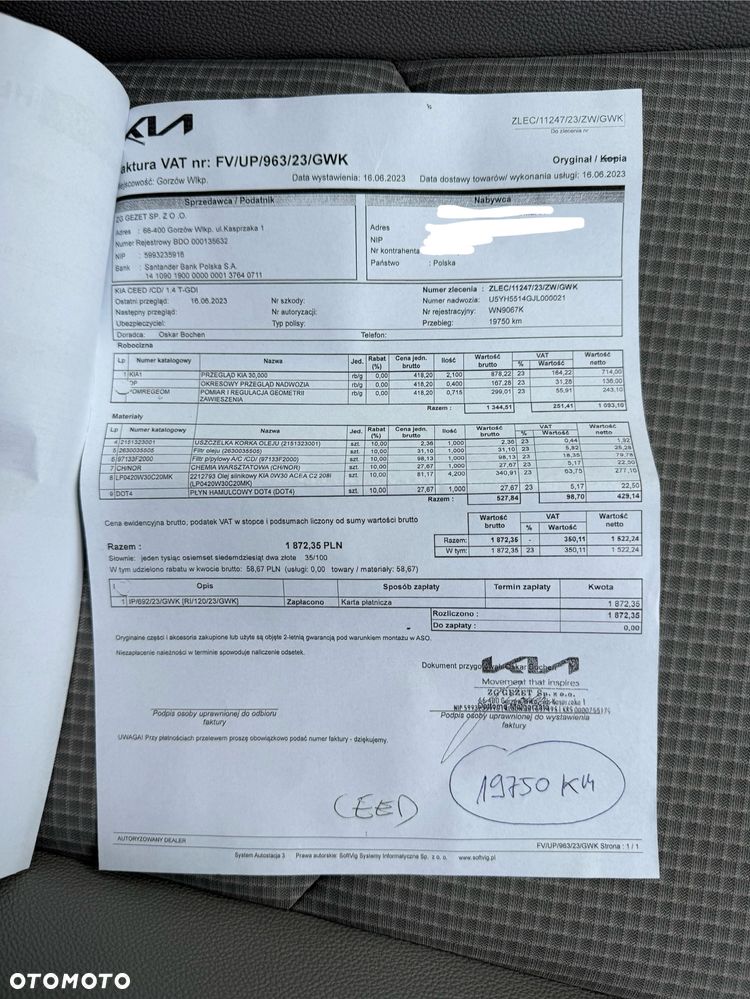 KIA
ZLEC/11247/23/ZW/GWK
Do zlecenia nr
aktura VAT nr: FV/UP/963/23/GWK
Oryginał / Kopia
ejscowość: Gorzów Wlkp.
Data wystawienia: 16.06.2023
Data dostawy towarów/ wykonania usługi: 16.06.2023
Sprzedawca / Podatnik
ZG GEZET SP. Z O .O.
Adres : 66-400 Gorzów Wlkp. ul.Kasprzaka 1
Numer Rejestrowy BDO 000135632
NIP : 5993235918
Bank : Santander Bank Polska S.A.
14 1090 1900 0000 0001 3764 0711
Nabywca
Adres
NIP
Nr kontrahenta
Państwo : Polska
KIA CEED /CD/ 1.4 T-GDI
Numer zlecenia : ZLEC/11247/23/ZW/GWK
Ostatni przegląd: 16.06.2023 Nr szkody: Numer nadwozia: U5YH5514GJL000021
Następny przegląd: Nr autoryzacji: Nr rejestracyjny: WN9067K
Ubezpieczyciel: Typ polisy: Przebieg: 19750 km
Doradca: Oskar Bochen Telefon:
Robocizna
Lp Numer katalogowy Nazwa Jed. Rabat (%) Cena jedn. brutto Ilość Wartość brutto VAT % Wartość Wartość netto
1 KIA1 PRZEGLĄD KIA 30,000 rb/g 0,00 418,20 2,100 878,22 23 164,22 714,00
OP OKRESOWY PRZEGLĄD NADWOZIA rb/g 0,00 418,20 0,400 167,28 23 31,28 136,00
POMREGEOM POMIAR I REGULACJA GEOMETRII ZAWIESZENIA rb/g 0,00 418,20 0,715 299,01 23 55,91 243,10
Razem : 1 344,51 251,41 1 093,10
Materiały
Lp Numer katalogowy Nazwa Jed. Rabat (%) Cena jedn. brutto Ilość Wartość brutto VAT % Wartość Wartość netto
4 2151323001 USZCZELKA KORKA OLEJU (2151323001) szt. 10,00 2,36 1,000 2,36 23 0,44 1,92
5 2630035505 Filtr oleju (2630035505) szt. 10,00 31,10 1,000 31,10 23 5,82 25,28
6 97133F2000 Filtr p/pyłowy A/C /CD/ (97133F2000) szt. 10,00 98,13 1,000 98,13 23 18,35 79,78
7 CH/NOR CHEMIA WARSZTATOWA (CH/NOR) szt. 10,00 27,67 1,000 27,67 23 5,17 22,50
8 LP0420W30C20MK 2212793 Olej silnikowy KIA 0W30 ACEA C2 208l (LP0420W30C20MK) szt. 10,00 81,17 4,200 340,91 23 63,75 277,16
9 DOT4 PŁYN HAMULCOWY DOT4 (DOT4) szt. 10,00 27,67 1,000 27,67 23 5,17 22,50
Razem : 527,84 98,70 429,14
Cena ewidencyjna brutto, podatek VAT w stopce i podsumach liczony od sumy wartości brutto
Wartość brutto VAT % Wartość Wartość netto
Razem: 1 872,35 - 350,11 1 522,24
W tym: 1 872,35 23 350,11 1 522,24
Razem : 1 872,35 PLN
Słownie: jeden tysiąc osiemset siedemdziesiąt dwa złote 35/100
W tym udzielono rabatu w kwocie brutto: 58,67 PLN (usługi: 0,00 towary / materiały: 58,67)
Opis Sposób zapłaty Termin zapłaty Kwota
1 IP/692/23/GWK [RI/120/23/GWK] Zapłacono Karta płatnicza 1 872,35
Rozliczono : 1 872,35
Do zapłaty : 0,00
Oryginalne części i akcesoria zakupione lub użyte są objęte 2-letnią gwarancją pod warunkiem montażu w ASO.
Niezapłacenie należności w terminie spowoduje naliczenie odsetek.
Dokument przygotował: Oskar Bochen
KIA
Movement that inspires
ZG GEZET Sp. z o.o.
Podpis osoby uprawnionej do odbioru
faktury
Podpis osoby uprawnionej do wystawienia
faktury
UWAGA! Przy płatnościach przelewem proszę obowiązkowo podać numer faktury - dziękujemy.
19750 KM
CEED
AUTORYZOWANY DEALER
FV/UP/963/23/GWK Strona : 1 / 1
System Autostacja 3 Prawa autorskie: SoftVig Systemy Informatyczne Sp. z o. o. www.softvig.pl
OTOMOTO